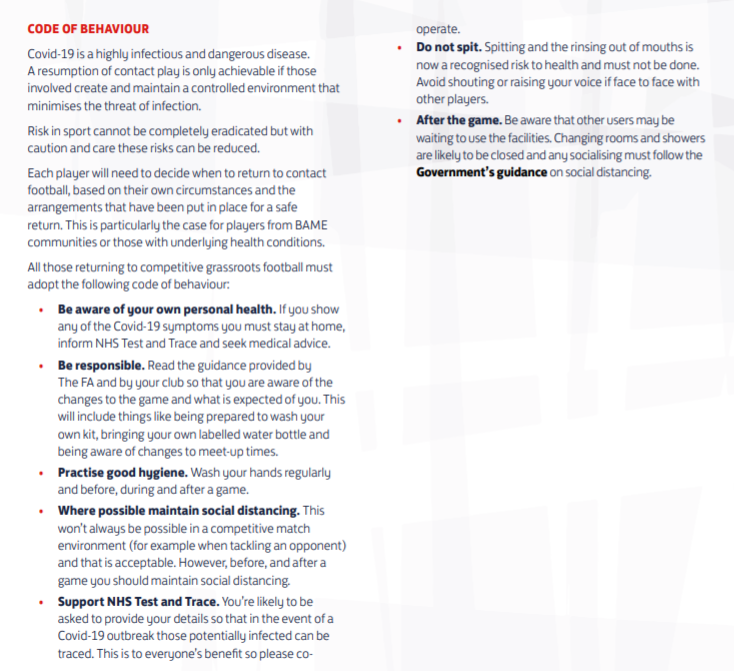 CODE OF BEHAVIOUR
Covid-19 is a highly infectious and dangerous disease.
A resumption of contact play is only achievable if those
involved create and maintain a controlled environment that
minimises the threat of infection.
Risk in sport cannot be completely eradicated but with
caution and care these risks can be reduced.
Each player will need to decide when to return to contact
football, based on their own circumstances and the
arrangements that have been put in place for a safe
return. This is particularly the case for players from BAME
communities or those with underlying health conditions.
All those returning to competitive grassroots football must
adopt the following code of behaviour:
• Be aware of your own personal health. If you show
any of the Covid-19 symptoms you must stay at home,
inform NHS Test and Trace and seek medical advice.
• Be responsible. Read the guidance provided by
The FA and by your club so that you are aware of the
changes to the game and what is expected of you. This
will include things like being prepared to wash your
own kit, bringing your own labelled water bottle and
being aware of changes to meet-up times.
• Practise good hygiene. Wash your hands regularly
and before, during and after a game.
• Where possible maintain social distancing. This
won't always be possible in a competitive match
environment (for example when tackling an opponent)
and that is acceptable. However, before, and after a
game you should maintain social distancing.
• Support NHS Test and Trace. You're likely to be
asked to provide your details so that in the event of a
Covid-19 outbreak those potentially infected can be
traced. This is to everyone's benefit so please co-
operate.
• Do not spit. Spitting and the rinsing out of mouths is
now a recognised risk to health and must not be done.
Avoid shouting or raising your voice if face to face with
other players.
• After the game. Be aware that other users may be
waiting to use the facilities. Changing rooms and showers
are likely to be closed and any socialising must follow the
Government's guidance on social distancing.